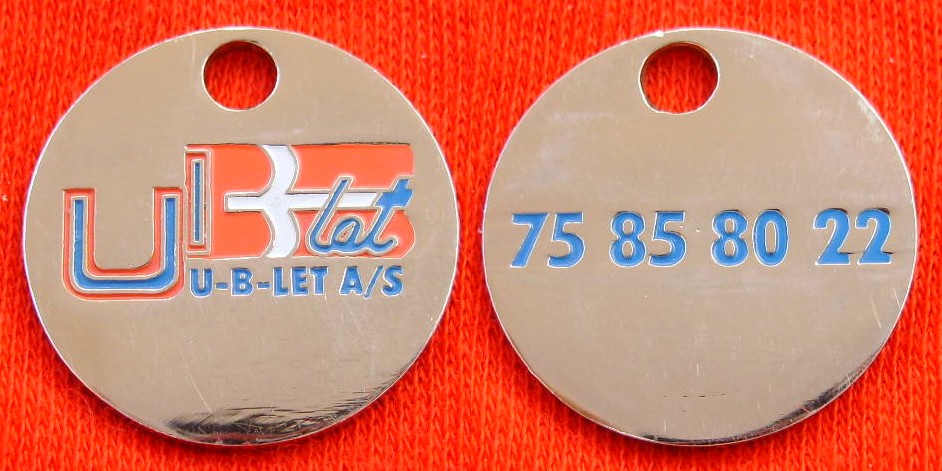 UB let
U-B-LET A/S
75 85 80 22